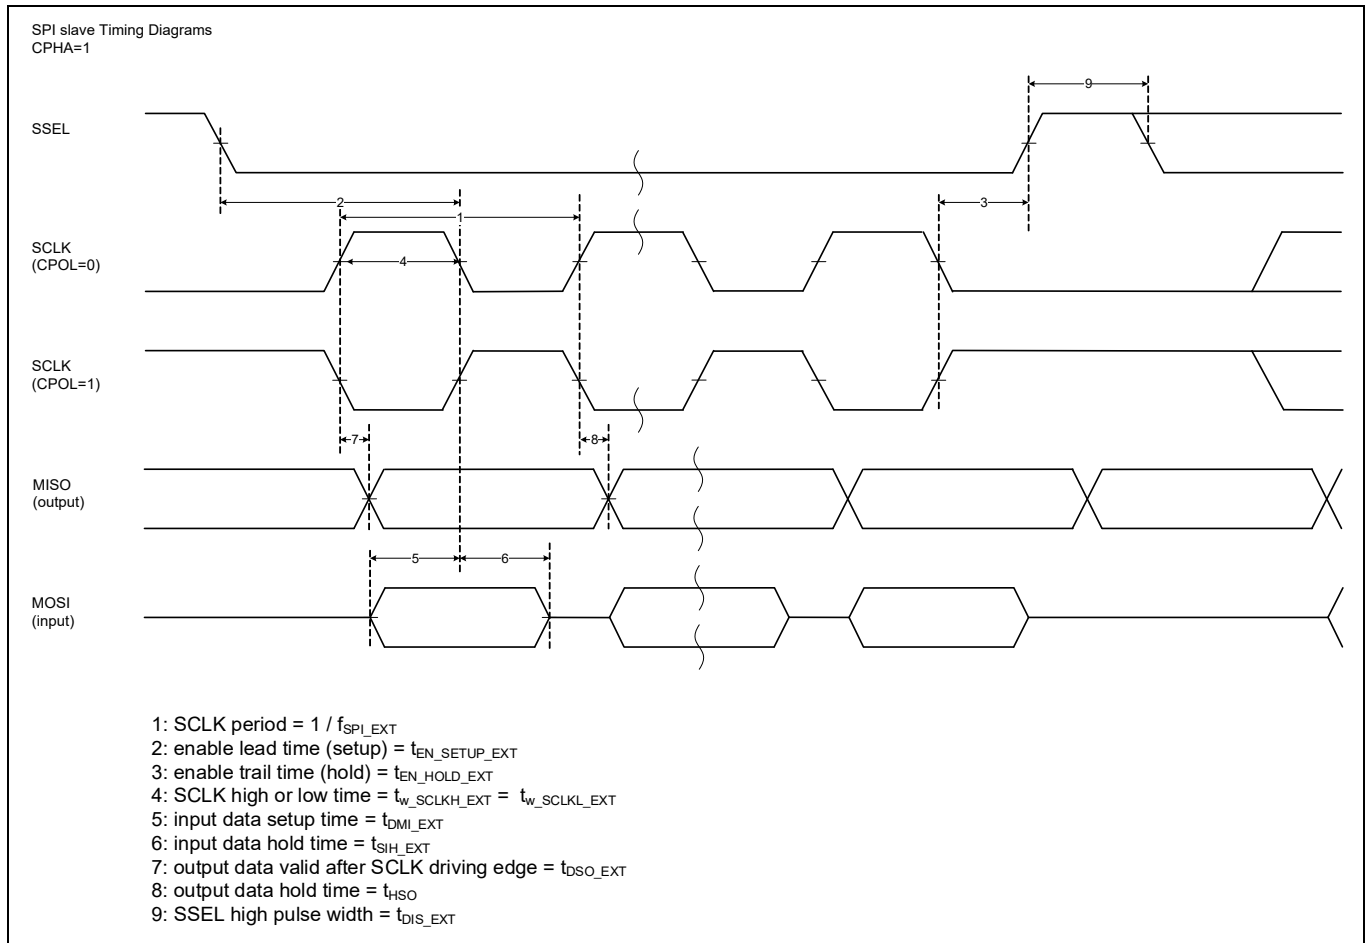 SPI slave Timing Diagrams
CPHA=1
9
SSEL
2
3
1
SCLK
(CPOL=0)
4
SCLK
(CPOL=1)
7
8
MISO
(output)
5
6
MOSI
(input)
1: SCLK period = 1 / fSPI_EXT
2: enable lead time (setup) = tEN_SETUP_EXT
3: enable trail time (hold) = tEN_HOLD_EXT
4: SCLK high or low time = tw_SCLKH_EXT = tw_SCLKL_EXT
5: input data setup time = tDMI_EXT
6: input data hold time = tSIH_EXT
7: output data valid after SCLK driving edge = tDSO_EXT
8: output data hold time = tHSO
9: SSEL high pulse width = tDIS_EXT